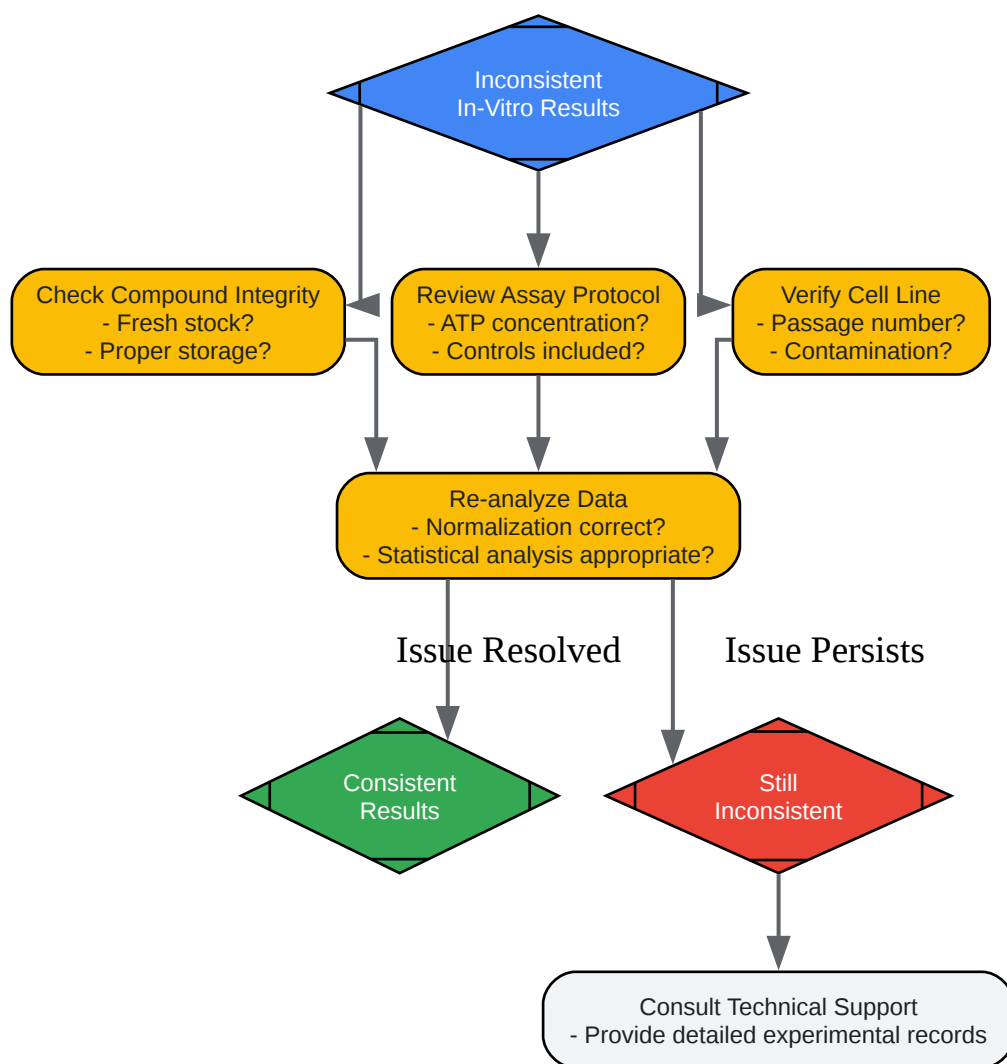 Inconsistent
In-Vitro Results
Check Compound Integrity
- Fresh stock?
- Proper storage?
Review Assay Protocol
- ATP concentration?
- Controls included?
Verify Cell Line
- Passage number?
- Contamination?
Re-analyze Data
- Normalization correct?
- Statistical analysis appropriate?
Issue Resolved
Issue Persists
Consistent
Results
Still
Inconsistent
Consult Technical Support
- Provide detailed experimental records